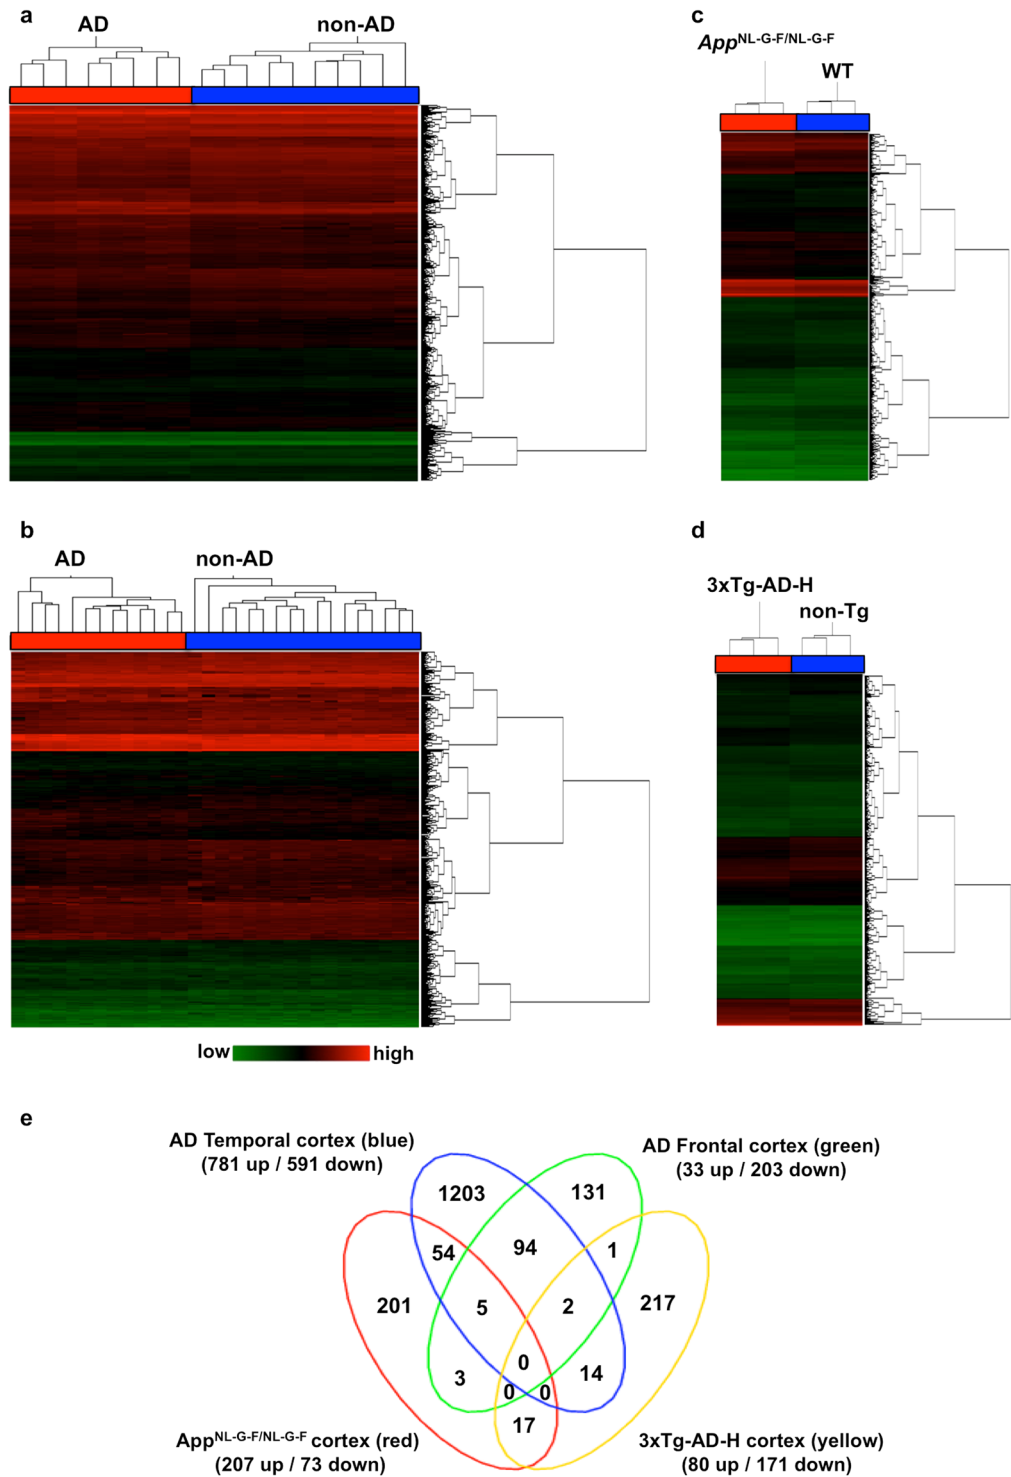 a
AD
non-AD
c
App^NL-G-F/NL-G-F
WT
b
AD
non-AD
d
3xTg-AD-H
non-Tg
low
high
e
AD Temporal cortex (blue)
(781 up / 591 down)
AD Frontal cortex (green)
(33 up / 203 down)
1203
131
54
94
1
201
5
2
217
0
3
14
0
0
17
App^NL-G-F/NL-G-F cortex (red)
(207 up / 73 down)
3xTg-AD-H cortex (yellow)
(80 up / 171 down)